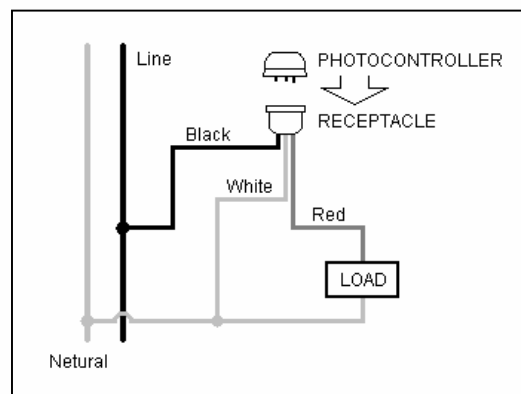 Line
PHOTOCONTROLLER
RECEPTACLE
Black
White
Red
LOAD
Netural